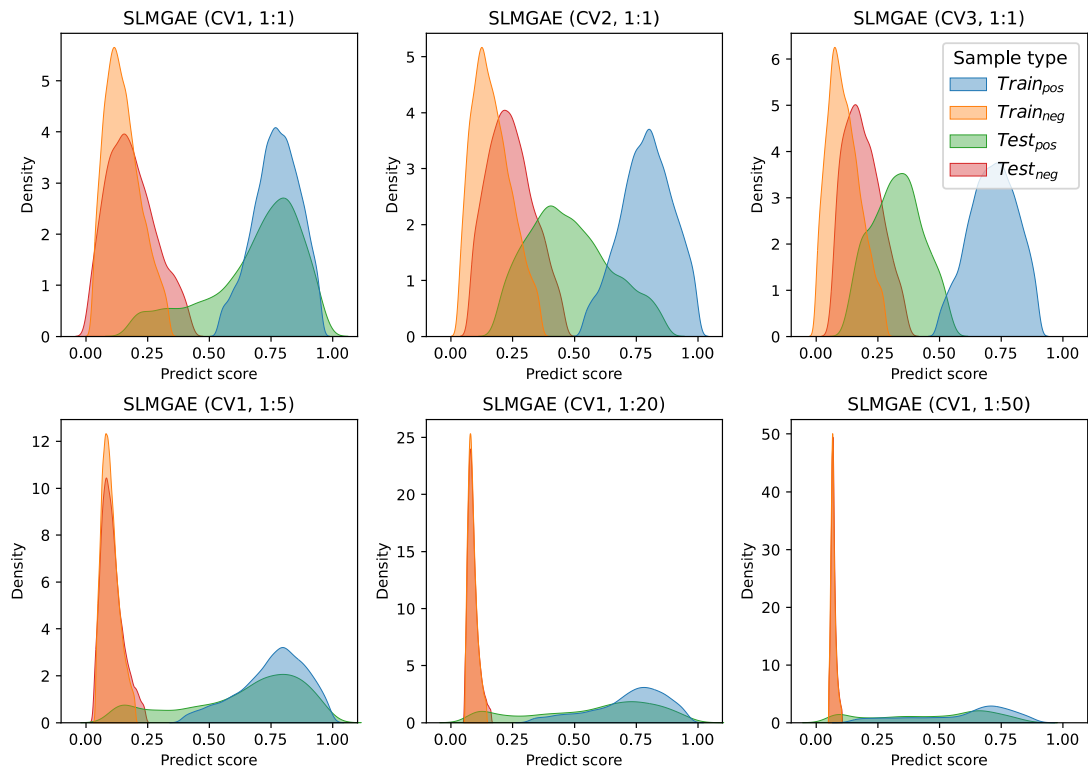 SLMGAE (CV1, 1:1)
SLMGAE (CV2, 1:1)
SLMGAE (CV3, 1:1)
Density
5
4
3
2
1
0
0.00 0.25 0.50 0.75 1.00
Predict score
Density
5
4
3
2
1
0
0.00 0.25 0.50 0.75 1.00
Predict score
Density
6
5
4
3
2
1
0
0.00 0.25 0.50 0.75 1.00
Predict score
Sample type
Train_pos
Train_neg
Test_pos
Test_neg
SLMGAE (CV1, 1:5)
SLMGAE (CV1, 1:20)
SLMGAE (CV1, 1:50)
Density
12
10
8
6
4
2
0
0.00 0.25 0.50 0.75 1.00
Predict score
Density
25
20
15
10
5
0
0.00 0.25 0.50 0.75 1.00
Predict score
Density
50
40
30
20
10
0
0.00 0.25 0.50 0.75 1.00
Predict score